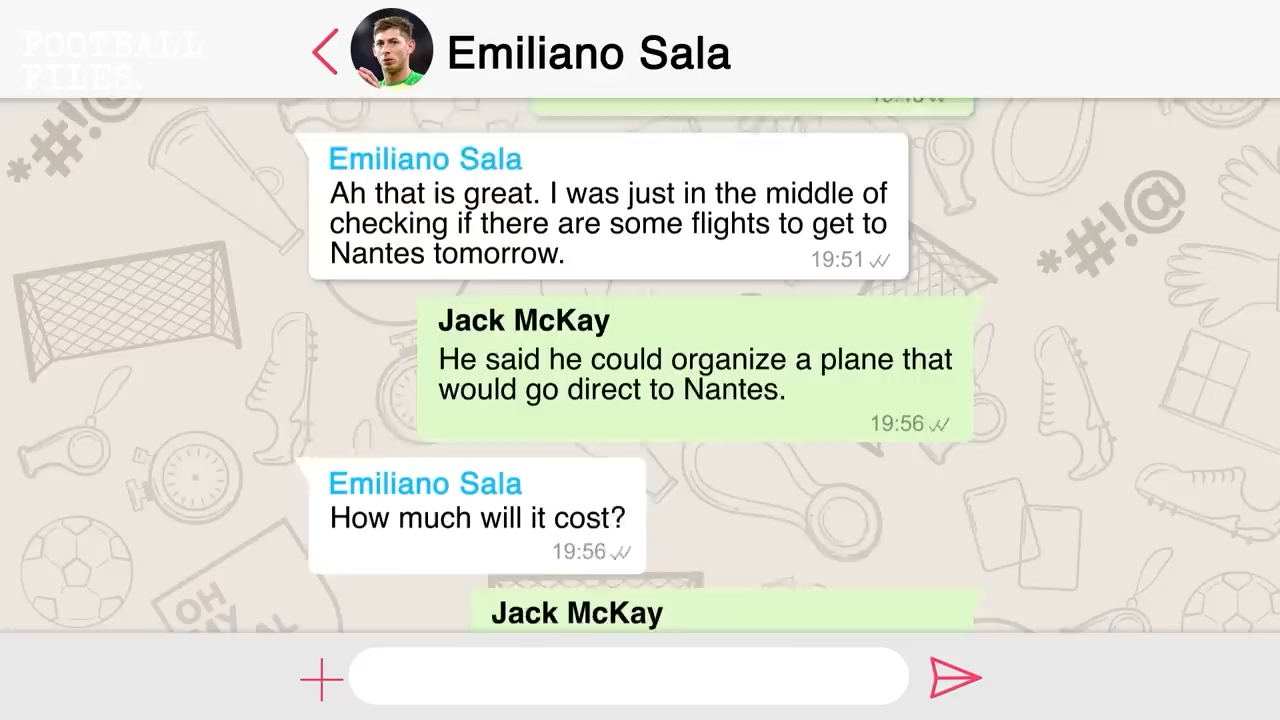 FOOTBALL
FILES.
Emiliano Sala
Emiliano Sala
Ah that is great. I was just in the middle of
checking if there are some flights to get to
Nantes tomorrow.
19:51
Jack McKay
He said he could organize a plane that
would go direct to Nantes.
19:56
Emiliano Sala
How much will it cost?
19:56
Jack McKay
*#!@
*#!@
OH
MY